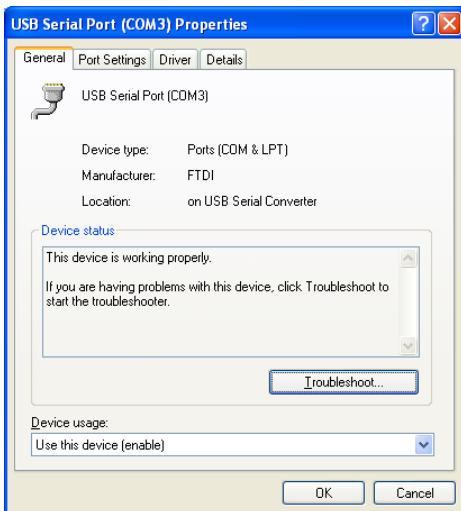 USB Serial Port (COM3) Properties
General Port Settings Driver Details
USB Serial Port (COM3)
Device type: Ports (COM & LPT)
Manufacturer: FTDI
Location: on USB Serial Converter
Device status
This device is working properly.
If you are having problems with this device, click Troubleshoot to
start the troubleshooter.
Troubleshoot...
Device usage:
Use this device (enable)
OK Cancel